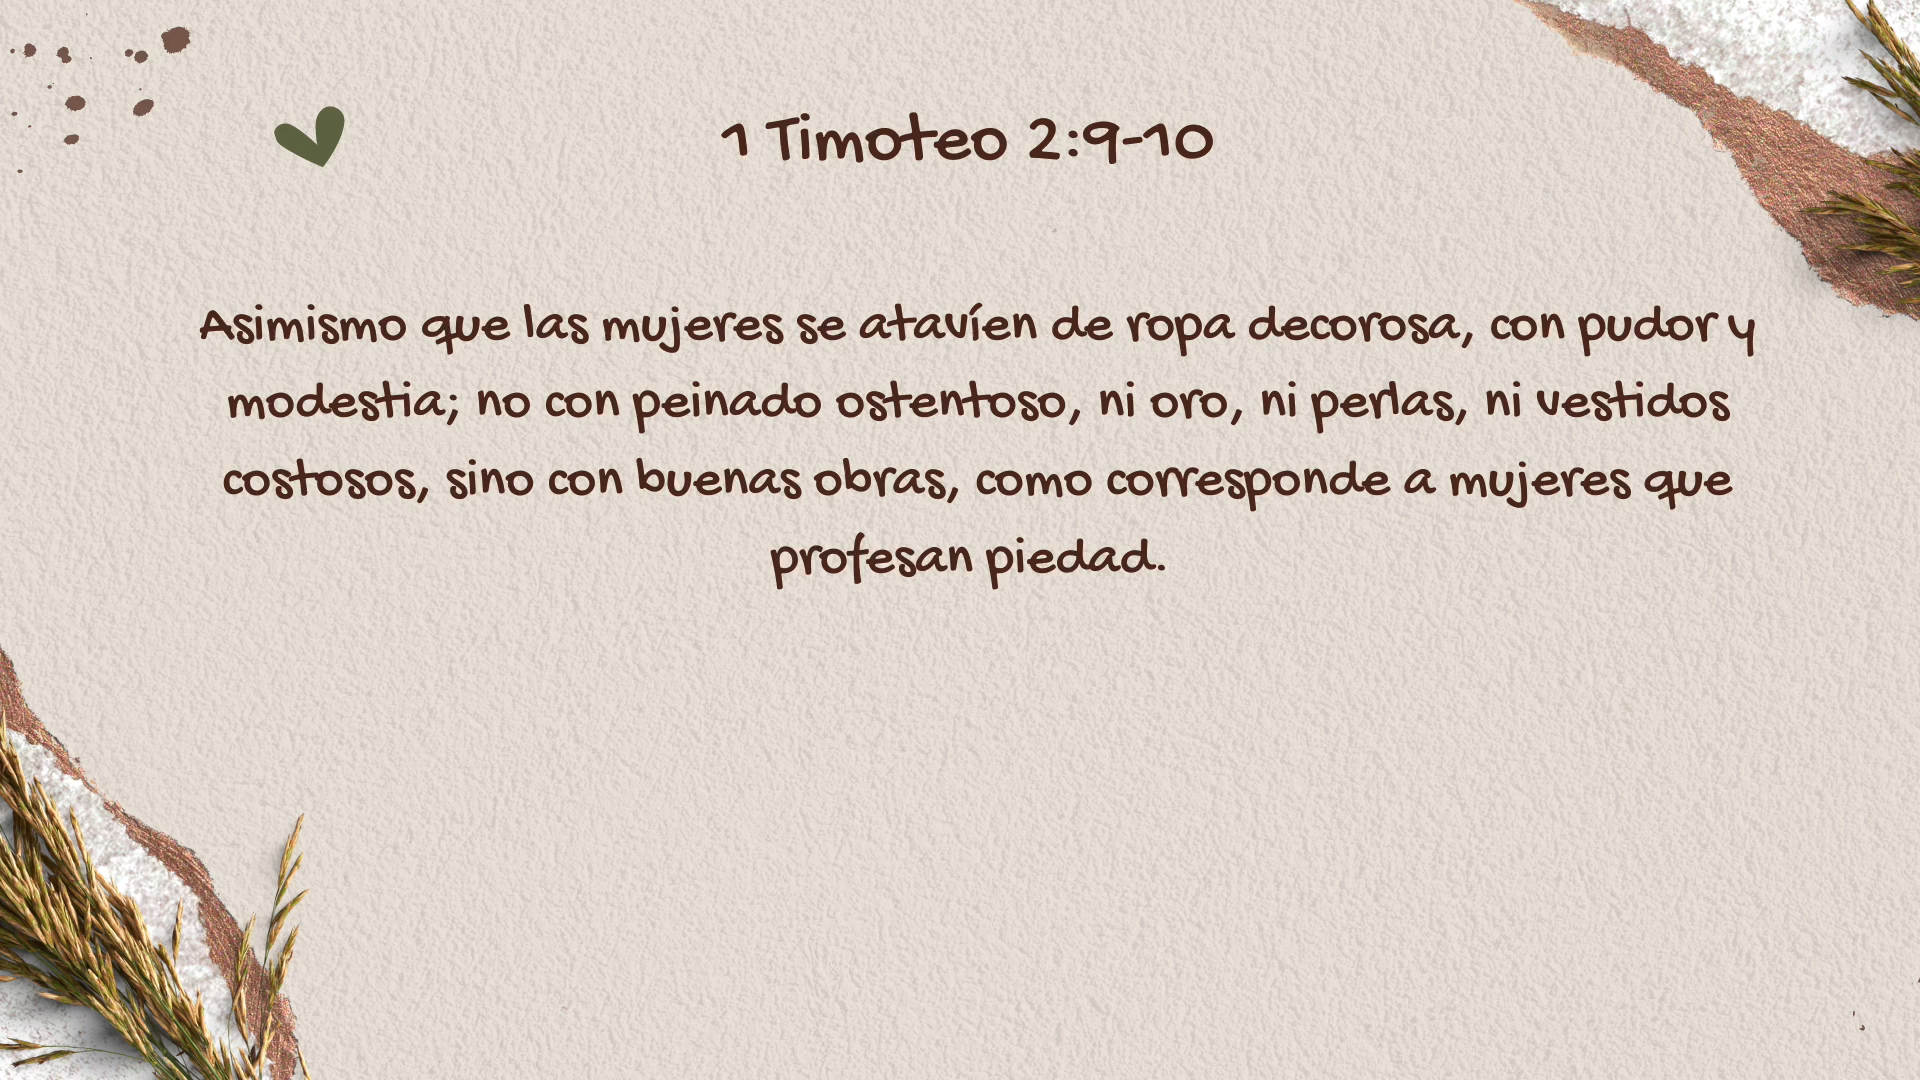 1 Timoteo 2:9-10
Asimismo que las mujeres se atavíen de ropa decorosa, con pudor y
modestia; no con peinado ostentoso, ni oro, ni perlas, ni vestidos
costosos, sino con buenas obras, como corresponde a mujeres que
profesan piedad.